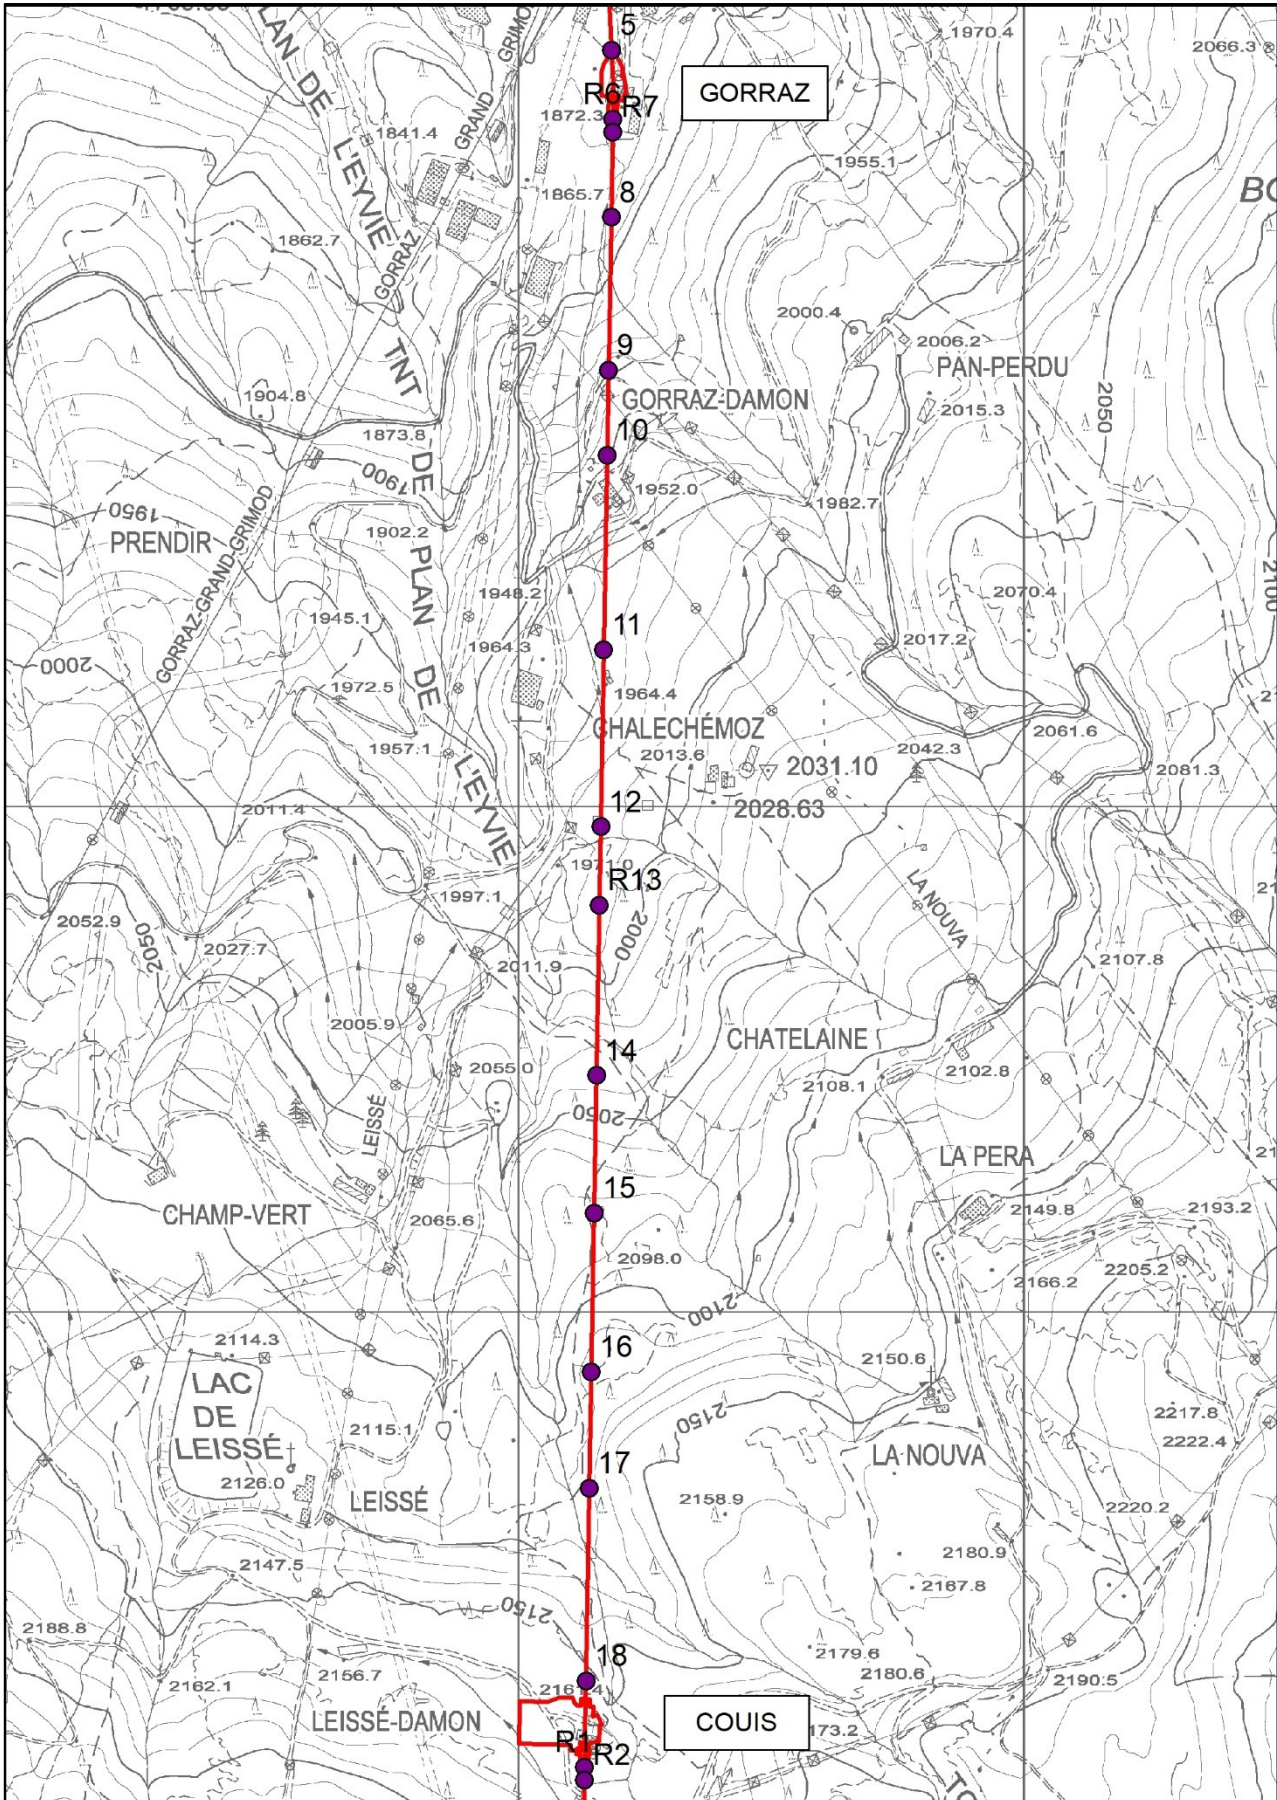 5
1970.4
2066.3
LAN DE L'EYVIE
GRIMO
GORRAZ
R6
R7
1872.3
1841.4
GRAND
1955.1
1865.7
8
1862.7
GORRAZ
2000.4
2006.2
TNT
9
PAN-PERDU
GORRAZ-DAMON
2050
1904.8
2015.3
1873.8
10
DE
1900
1952.0
1982.7
1950
PRENDIR
1902.2
GORRAZ-GRAND-GRIMOD
PLAN
1948.2
2100
2070.4
1945.1
11
2017.2
1964.3
2000
1972.5
DE
1964.4
CHALECHÉMOZ
1957.1
2013.6
2042.3
2061.6
2031.10
2081.3
L'EYVIE
12
2028.63
2011.4
1971.0
R13
LA NOUVA
1997.1
2052.9
2050
2027.7
2000
2011.9
2107.8
2005.9
CHATELAINE
14
2055.0
2102.8
2108.1
2050
LEISSÉ
LA PERA
15
CHAMP-VERT
2149.8
2193.2
2065.6
2098.0
2205.2
2166.2
2100
2114.3
16
2150.6
LAC
DE
LEISSÉ
2150
2217.8
2115.1
2222.4
LA NOUVA
2126.0
17
LEISSÉ
2158.9
2220.2
2180.9
2147.5
2167.8
2150
2188.8
18
2179.6
2156.7
2180.6
2162.1
2190.5
LEISSÉ-DAMON
COUIS
173.2
R1
R2